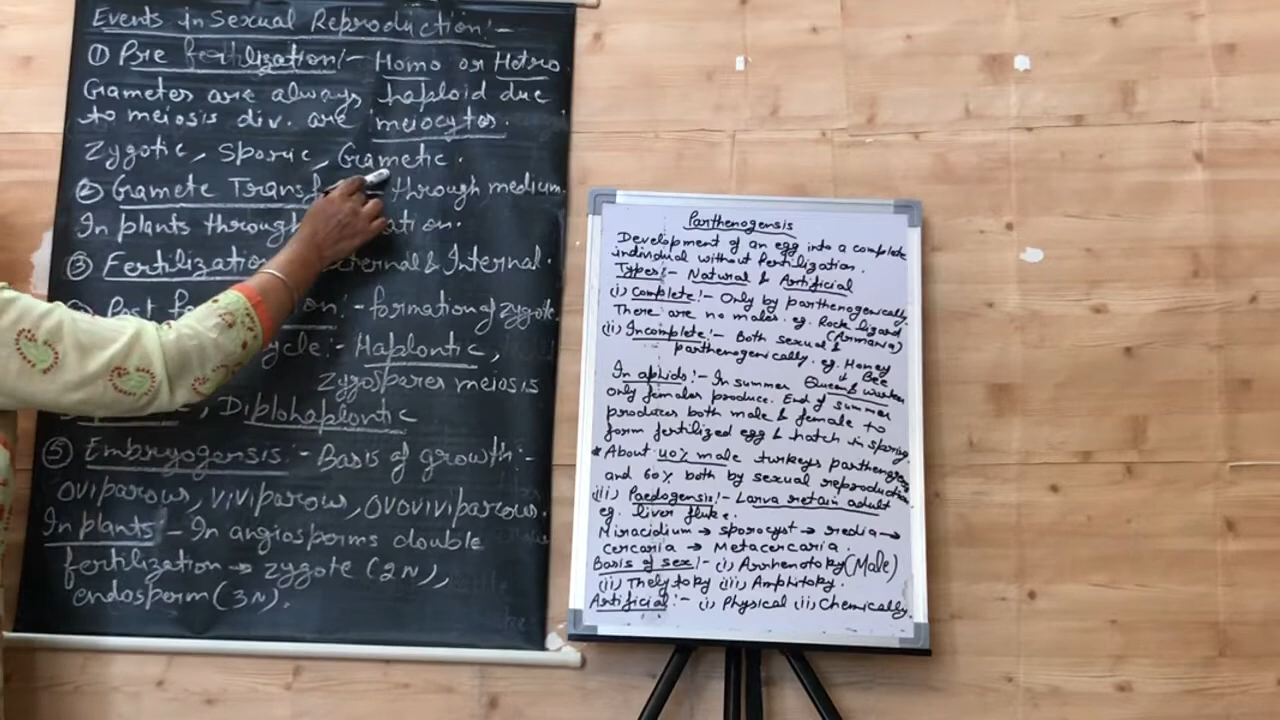 Events in Sexual Reproduction:-
① Pre fertilization:- Homo or Hetro.
Gametes are always haploid due
to meiosis div. are meiocytes.
Zygotic, Sporic, Gametic.
② Gamete Transf through medium.
In plants through ation.
③ Fertilization ternal & Internal.
Post fe on:- formation of zygote.
ycle:- Haplontic,
Zygospores meiosis
, Diplohaplontic
⑤ Embryogensis:- Basis of growth:-
Oviparous, Viviparous, Ovoviviparous.
In plants:- In angiosperms double
fertilization → zygote (2N),
endosperm (3N).
Parthenogensis
Development of an egg into a complete
individual without fertilization.
Types:- Natural & Artificial
(i) Complete:- Only by parthenogenically.
There are no males. eg. Rock lizard
(Armania)
(ii) Incomplete:- Both sexual &
parthenogenically. eg. Honey
Bee
In aphids:- In summer Queen & worker
only females produce. End of summer
produces both male & female to
form fertilized egg & hatch in spring.
* About 40% male turkeys
and 60% both by sexual reproduction
iii) Paedogensis:- Larva retain adult
eg. liver fluke.
Miracidium → sporocyst → redia →
cercaria → Metacercaria.
Basis of sex:- (i) Arrhenotoky (Male)
(ii) Thelytoky (iii) Amphitoky.
Artificial:- (i) Physical (ii) Chemically.